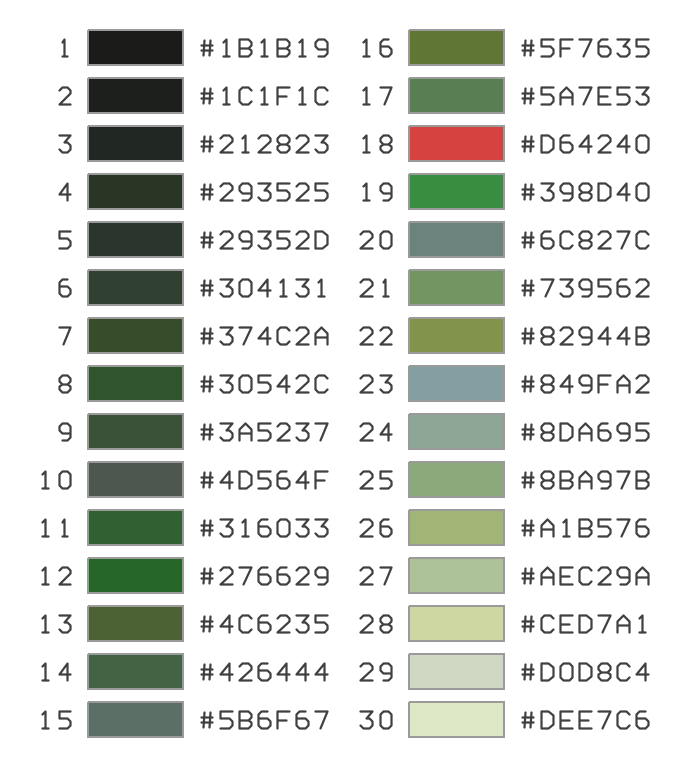 1 #1B1B19 16 #5F7635
2 #1C1F1C 17 #5A7E53
3 #212823 18 #D64240
4 #293525 19 #398D40
5 #29352D 20 #6C827C
6 #304131 21 #739562
7 #374C2A 22 #82944B
8 #30542C 23 #849FA2
9 #3A5237 24 #8DA695
10 #4D564F 25 #8BA97B
11 #316033 26 #A1B576
12 #276629 27 #AEC29A
13 #4C6235 28 #CED7A1
14 #426444 29 #D0D8C4
15 #5B6F67 30 #DEE7C6